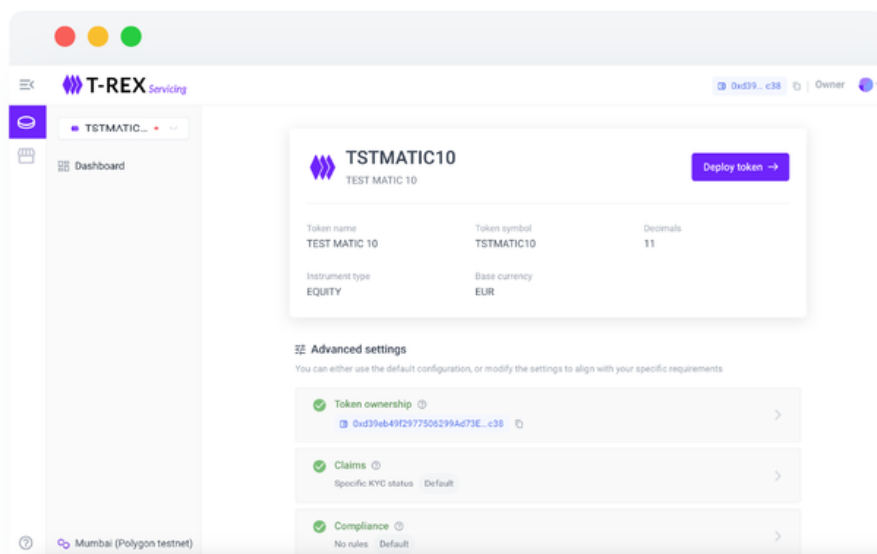 T-REX Servicing
0xd39... c38
Owner
TSTMATIC...
Dashboard
TSTMATIC10
TEST MATIC 10
Deploy token →
Token name
Token symbol
Decimals
TEST MATIC 10
TSTMATIC10
11
Instrument type
Base currency
EQUITY
EUR
Advanced settings
You can either use the default configuration, or modify the settings to align with your specific requirements
Token ownership
0xd39eb49f2977506299Ad73E...c38
Claims
Specific KYC status Default
Compliance
No rules Default
Mumbai (Polygon testnet)